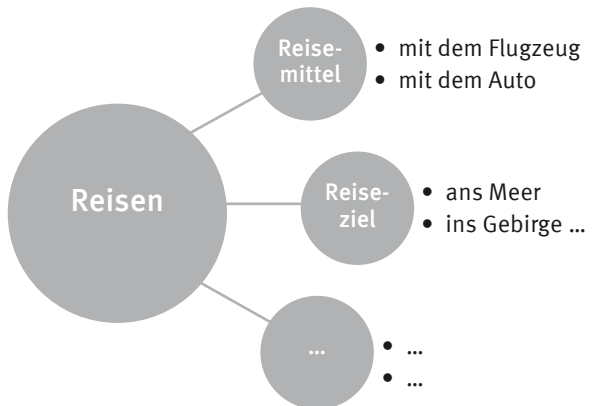 Reise-
mittel
• mit dem Flugzeug
• mit dem Auto
Reisen
Reise-
ziel
• ans Meer
• ins Gebirge ...
...
• ...
• ...